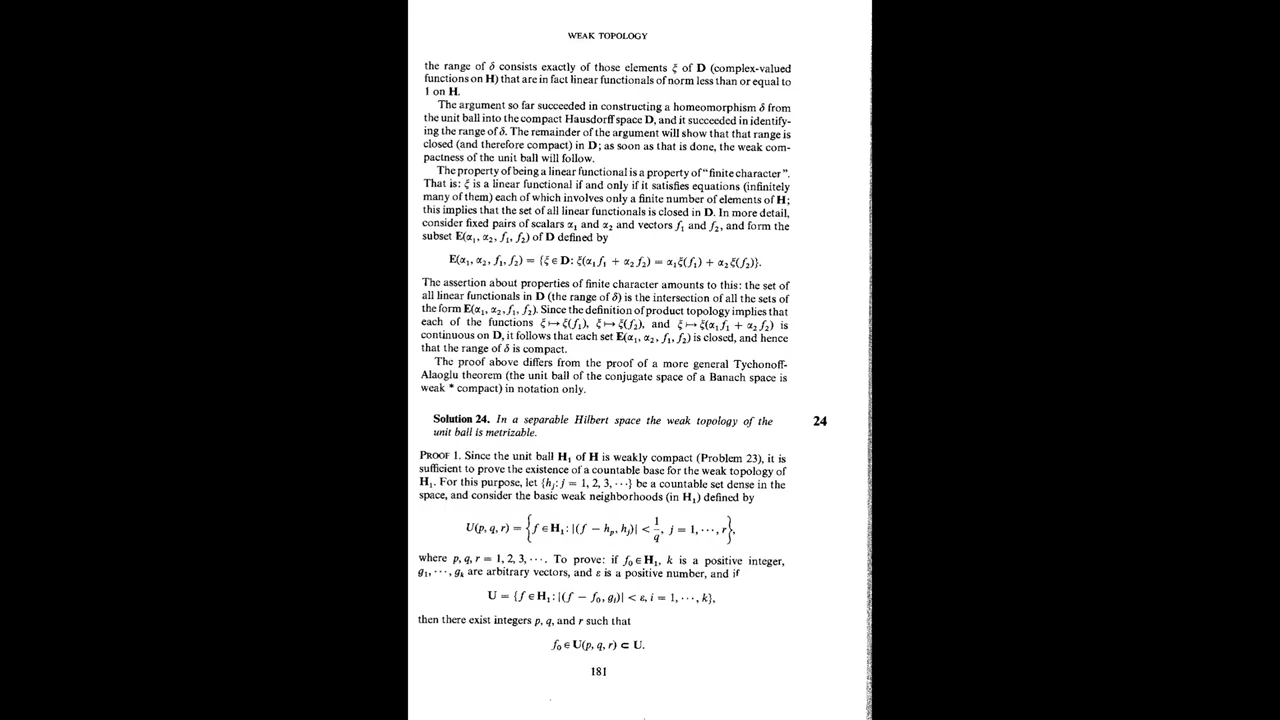 WEAK TOPOLOGY
the range of δ consists exactly of those elements ξ of D (complex-valued
functions on H) that are in fact linear functionals of norm less than or equal to
1 on H.
The argument so far succeeded in constructing a homeomorphism δ from
the unit ball into the compact Hausdorff space D, and it succeeded in identify-
ing the range of δ. The remainder of the argument will show that that range is
closed (and therefore compact) in D; as soon as that is done, the weak com-
pactness of the unit ball will follow.
The property of being a linear functional is a property of "finite character".
That is: ξ is a linear functional if and only if it satisfies equations (infinitely
many of them) each of which involves only a finite number of elements of H;
this implies that the set of all linear functionals is closed in D. In more detail,
consider fixed pairs of scalars α₁ and α₂ and vectors f₁ and f₂, and form the
subset E(α₁, α₂, f₁, f₂) of D defined by
E(α₁, α₂, f₁, f₂) = {ξ ∈ D: ξ(α₁f₁ + α₂f₂) = α₁ξ(f₁) + α₂ξ(f₂)}.
The assertion about properties of finite character amounts to this: the set of
all linear functionals in D (the range of δ) is the intersection of all the sets of
the form E(α₁, α₂, f₁, f₂). Since the definition of product topology implies that
each of the functions ξ ↦ ξ(f₁), ξ ↦ ξ(f₂), and ξ ↦ ξ(α₁f₁ + α₂f₂) is
continuous on D, it follows that each set E(α₁, α₂, f₁, f₂) is closed, and hence
that the range of δ is compact.
The proof above differs from the proof of a more general Tychonoff-
Alaoglu theorem (the unit ball of the conjugate space of a Banach space is
weak * compact) in notation only.
Solution 24. In a separable Hilbert space the weak topology of the 24
unit ball is metrizable.
PROOF 1. Since the unit ball H₁ of H is weakly compact (Problem 23), it is
sufficient to prove the existence of a countable base for the weak topology of
H₁. For this purpose, let {hⱼ: j = 1, 2, 3, ···} be a countable set dense in the
space, and consider the basic weak neighborhoods (in H₁) defined by
U(p, q, r) = {f ∈ H₁: |(f − hₚ, hⱼ)| < 1/q, j = 1, ···, r},
where p, q, r = 1, 2, 3, ···. To prove: if f₀ ∈ H₁, k is a positive integer,
g₁, ···, gₖ are arbitrary vectors, and ε is a positive number, and if
U = {f ∈ H₁: |(f − f₀, gᵢ)| < ε, i = 1, ···, k},
then there exist integers p, q, and r such that
f₀ ∈ U(p, q, r) ⊂ U.
181